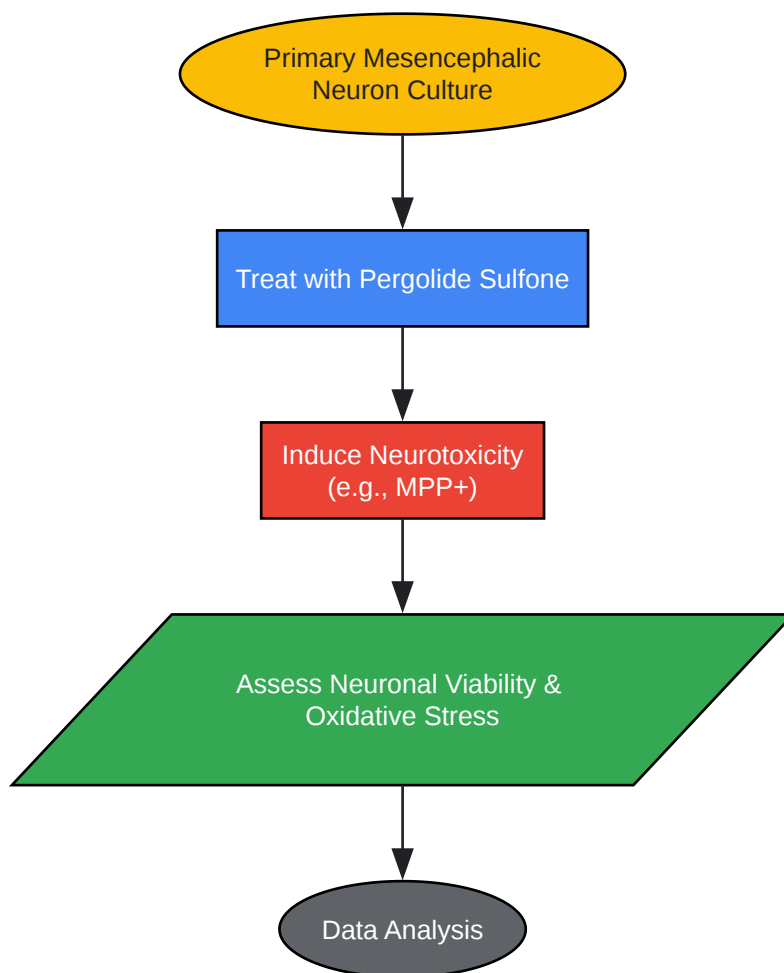 Primary Mesencephalic
Neuron Culture
Treat with Pergolide Sulfone
Induce Neurotoxicity
(e.g., MPP+)
Assess Neuronal Viability &
Oxidative Stress
Data Analysis